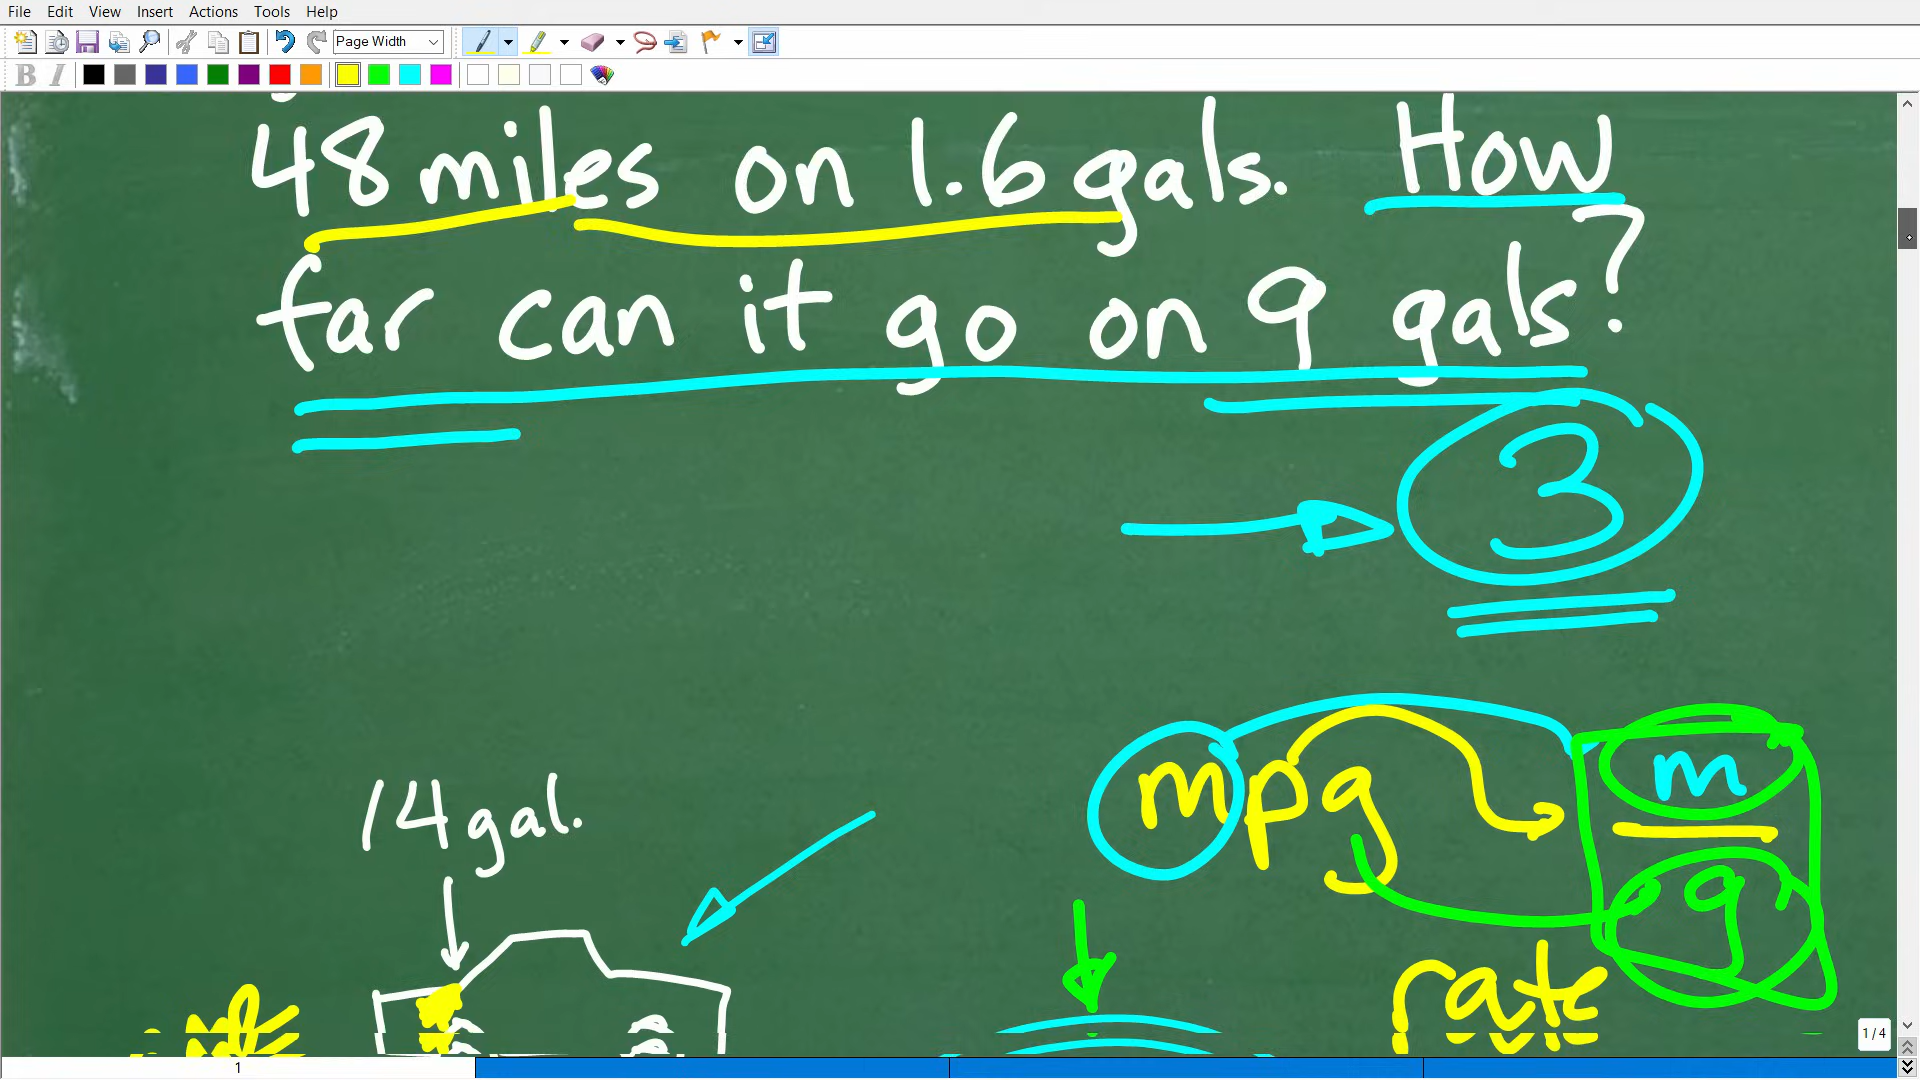 File Edit View Insert Actions Tools Help
Page Width
B I
48 miles on 1.6 gals. How
far can it go on 9 gals?
3
mpg
m
g
14 gal.
rate
1 / 4
1